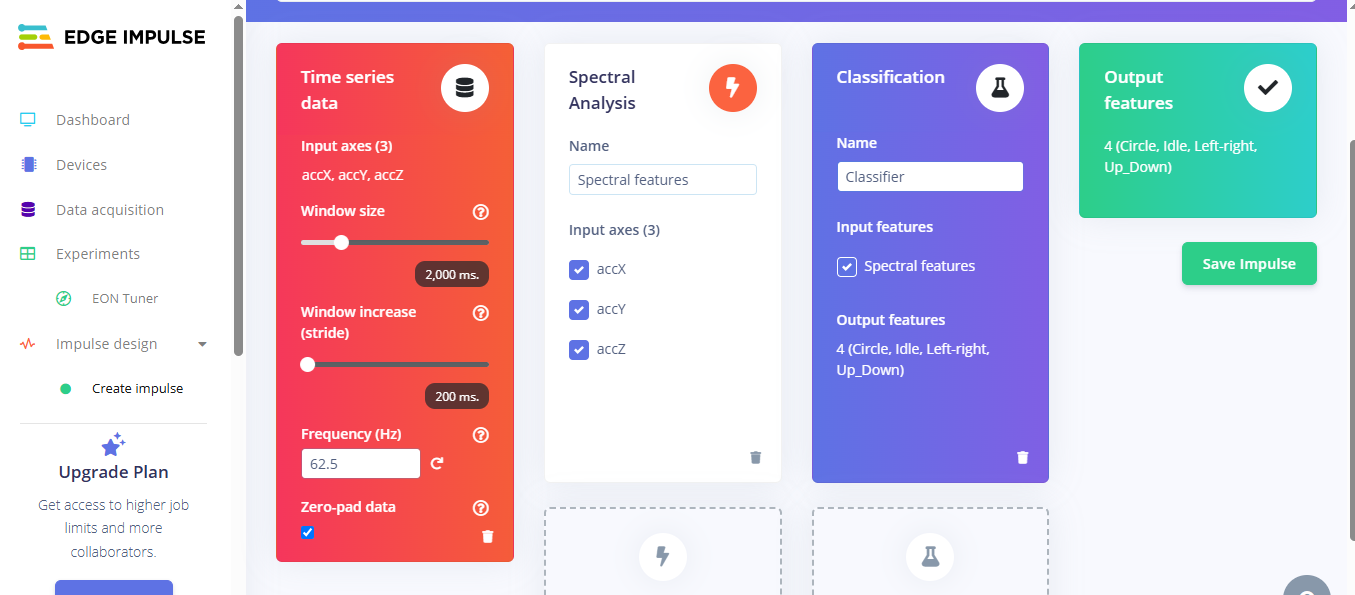 EDGE IMPULSE
Dashboard
Devices
Data acquisition
Experiments
EON Tuner
Impulse design
Create impulse
Upgrade Plan
Get access to higher job
limits and more
collaborators.
Time series
data
Input axes (3)
accX, accY, accZ
Window size
2,000 ms.
Window increase
(stride)
200 ms.
Frequency (Hz)
62.5
Zero-pad data
Spectral
Analysis
Name
Spectral features
Input axes (3)
accX
accY
accZ
Classification
Name
Classifier
Input features
Spectral features
Output features
4 (Circle, Idle, Left-right,
Up_Down)
Output
features
4 (Circle, Idle, Left-right,
Up_Down)
Save Impulse